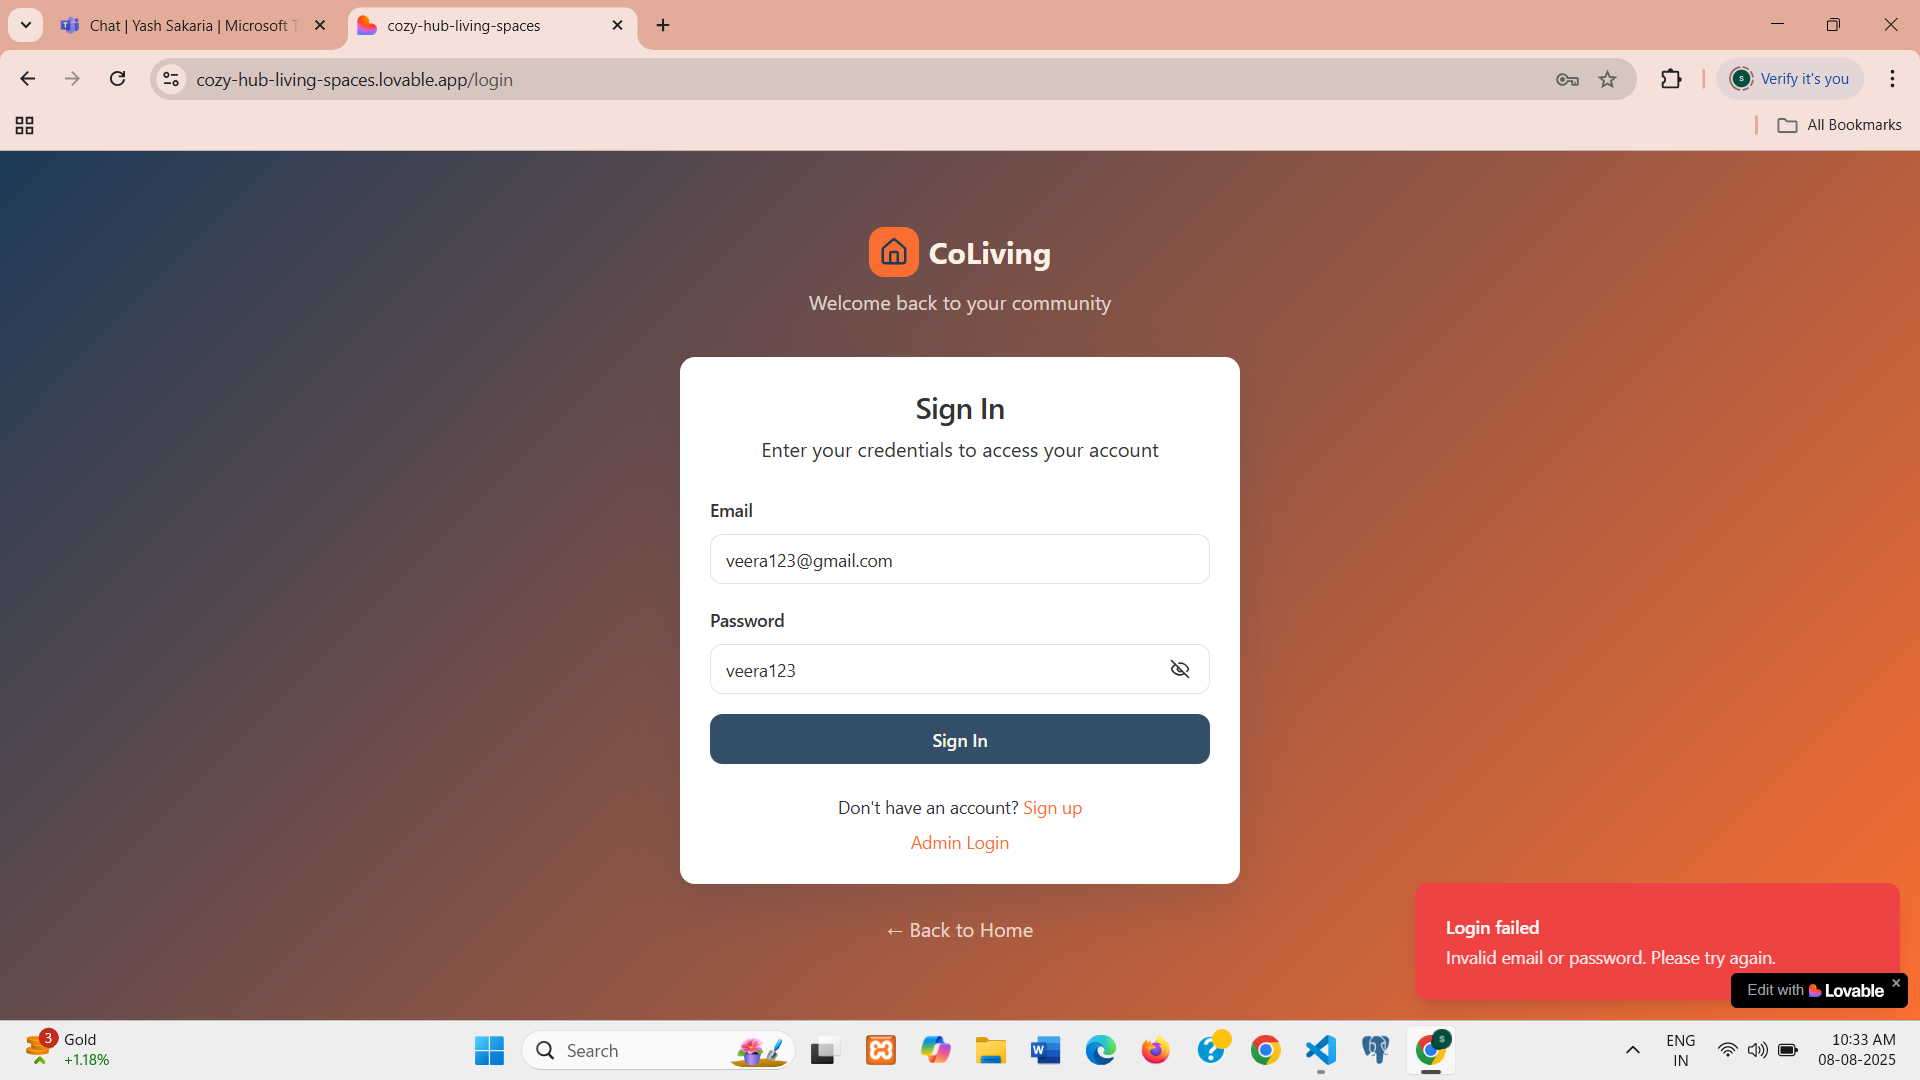 Chat | Yash Sakaria | Microsoft
cozy-hub-living-spaces
cozy-hub-living-spaces.lovable.app/login
S
Verify it's you
All Bookmarks
CoLiving
Welcome back to your community
Sign In
Enter your credentials to access your account
Email
veera123@gmail.com
Password
veera123
Sign In
Don't have an account? Sign up
Admin Login
← Back to Home
Login failed
Invalid email or password. Please try again.
Edit with Lovable
3
Gold
+1.18%
Search
ENG
IN
10:33 AM
08-08-2025